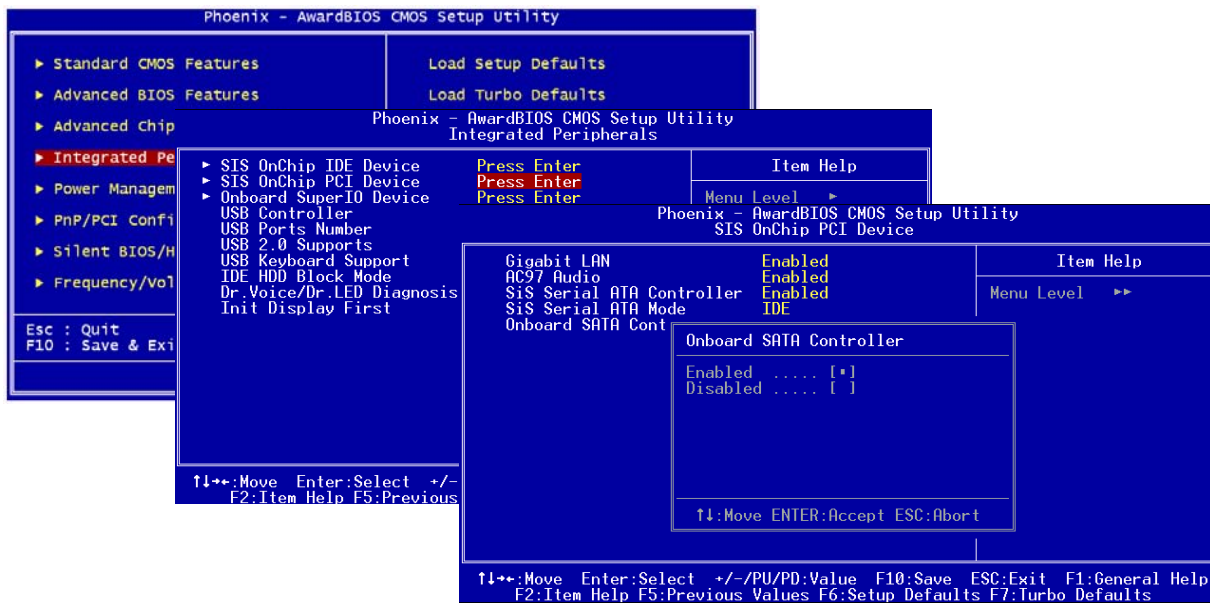 Phoenix - AwardBIOS CMOS Setup Utility
▶ Standard CMOS Features
Load Setup Defaults
▶ Advanced BIOS Features
Load Turbo Defaults
▶ Advanced Chip
▶ Integrated Pe
▶ Power Managem
▶ PnP/PCI Confi
▶ Silent BIOS/H
▶ Frequency/Vol
Esc : Quit
F10 : Save & Exi
Phoenix - AwardBIOS CMOS Setup Utility
Integrated Peripherals
▶ SIS OnChip IDE Device Press Enter
▶ SIS OnChip PCI Device Press Enter
▶ Onboard SuperIO Device Press Enter
USB Controller
USB Ports Number
USB 2.0 Supports
USB Keyboard Support
IDE HDD Block Mode
Dr.Voice/Dr.LED Diagnosis
Init Display First
Item Help
Menu Level ▶
↑↓→←:Move Enter:Select +/-
F2:Item Help F5:Previous
Phoenix - AwardBIOS CMOS Setup Utility
SIS OnChip PCI Device
Gigabit LAN Enabled
AC97 Audio Enabled
SiS Serial ATA Controller Enabled
SiS Serial ATA Mode IDE
Onboard SATA Cont
Item Help
Menu Level ▶▶
Onboard SATA Controller
Enabled ..... [▪]
Disabled ..... [ ]
↑↓:Move ENTER:Accept ESC:Abort
↑↓→←:Move Enter:Select +/-/PU/PD:Value F10:Save ESC:Exit F1:General Help
F2:Item Help F5:Previous Values F6:Setup Defaults F7:Turbo Defaults